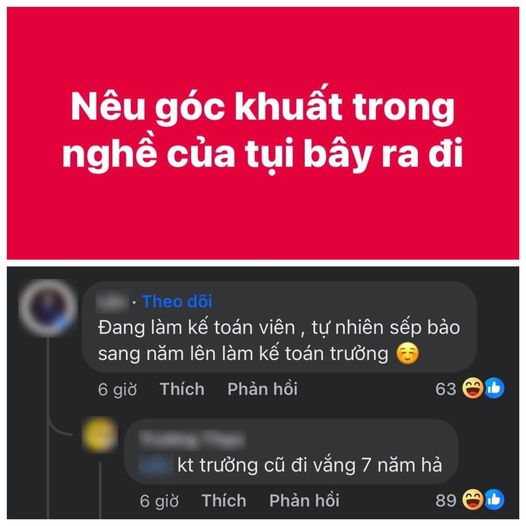 Nêu góc khuất trong
nghề của tụi bây ra đi
· Theo dõi
Đang làm kế toán viên , tự nhiên sếp bảo
sang năm lên làm kế toán trưởng ☺️
6 giờ Thích Phản hồi 63
kt trưởng cũ đi vắng 7 năm hả
6 giờ Thích Phản hồi 89